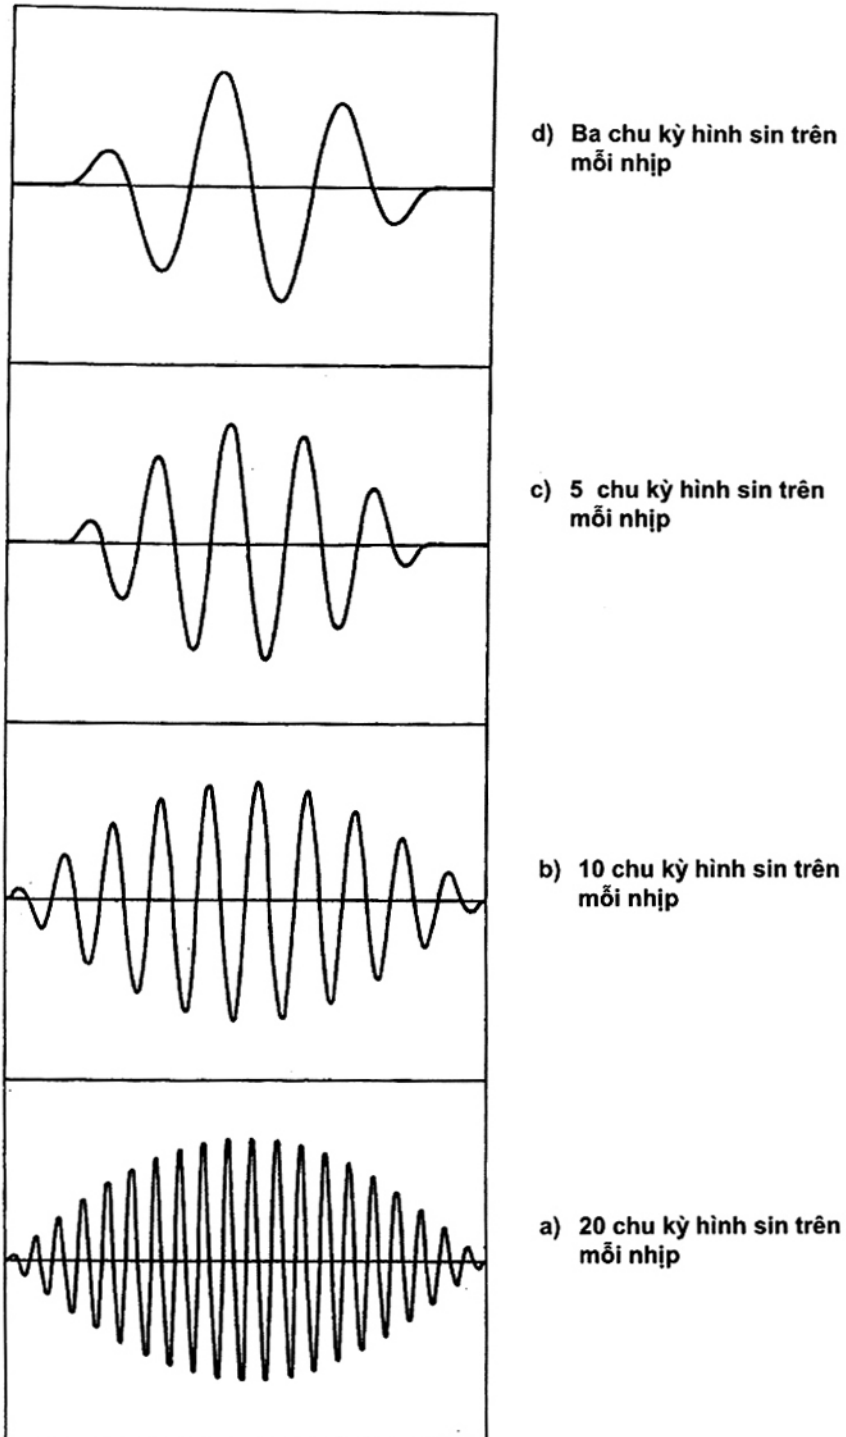 d) Ba chu kỳ hình sin trên
mỗi nhịp
c) 5 chu kỳ hình sin trên
mỗi nhịp
b) 10 chu kỳ hình sin trên
mỗi nhịp
a) 20 chu kỳ hình sin trên
mỗi nhịp